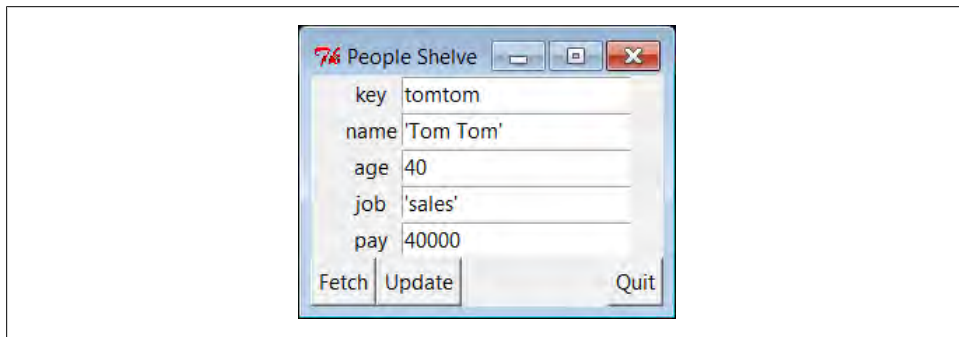 People Shelve
key tomtom
name 'Tom Tom'
age 40
job 'sales'
pay 40000
Fetch Update Quit